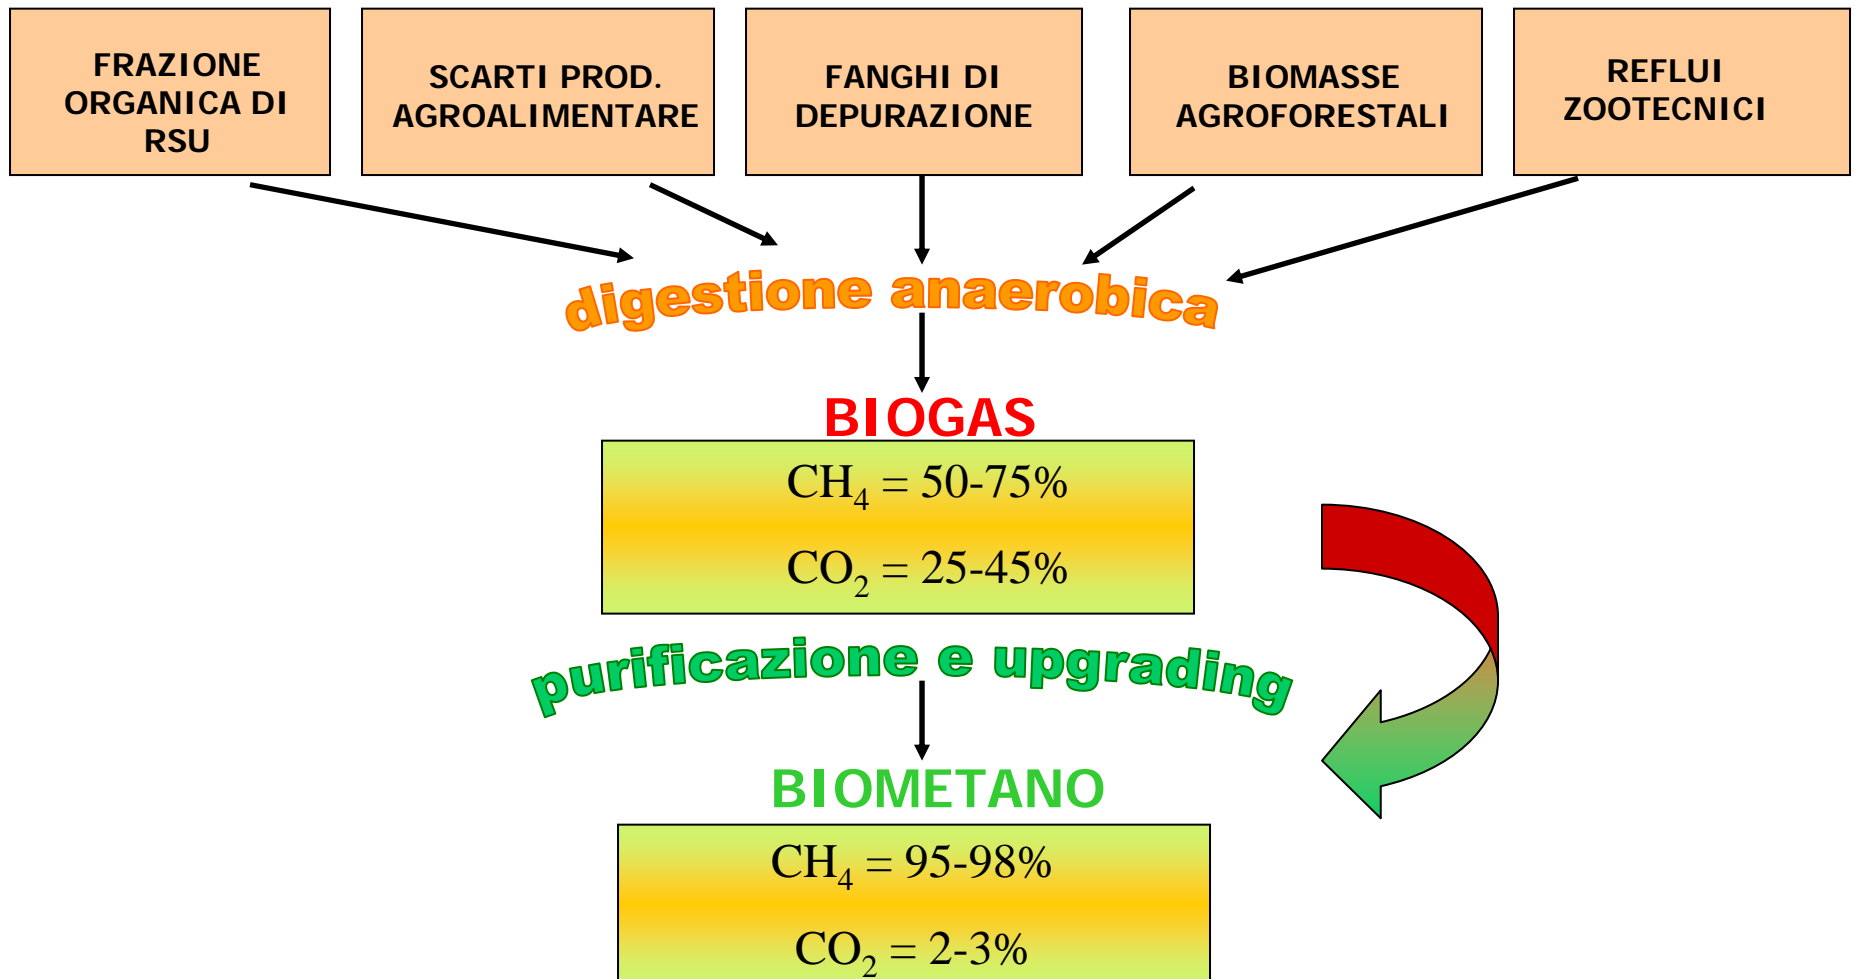 FRAZIONE
ORGANICA DI
RSU
SCARTI PROD.
AGROALIMENTARE
FANGHI DI
DEPURAZIONE
BIOMASSE
AGROFORESTALI
REFLUI
ZOOTECNICI
digestione anaerobica
BIOGAS
CH₄ = 50-75%
CO₂ = 25-45%
purificazione e upgrading
BIOMETANO
CH₄ = 95-98%
CO₂ = 2-3%